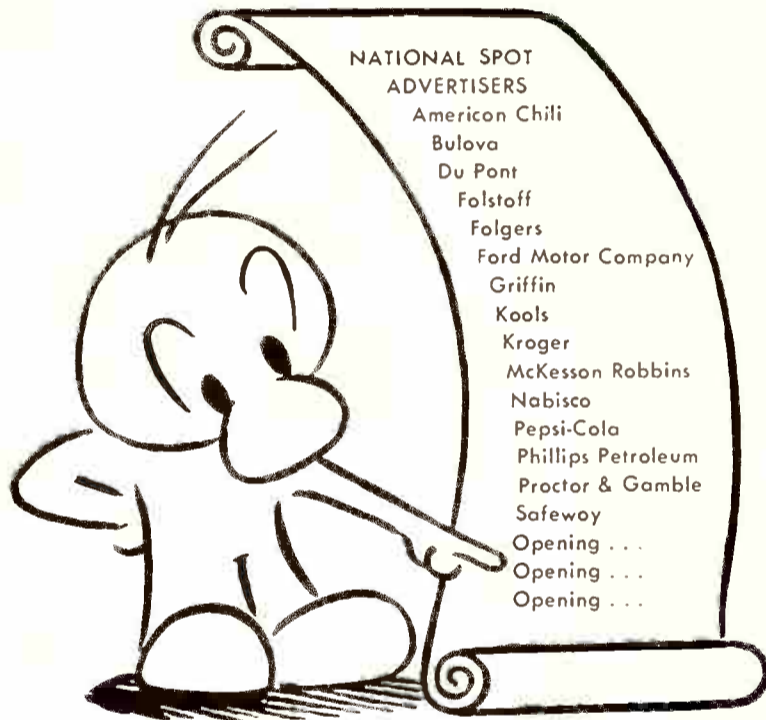 NATIONAL SPOT
ADVERTISERS
Americon Chili
Bulova
Du Pont
Folstoff
Folgers
Ford Motor Company
Griffin
Kools
Kroger
McKesson Robbins
Nabisco
Pepsi-Cola
Phillips Petroleum
Proctor & Gamble
Safewoy
Opening . . .
Opening . . .
Opening . . .